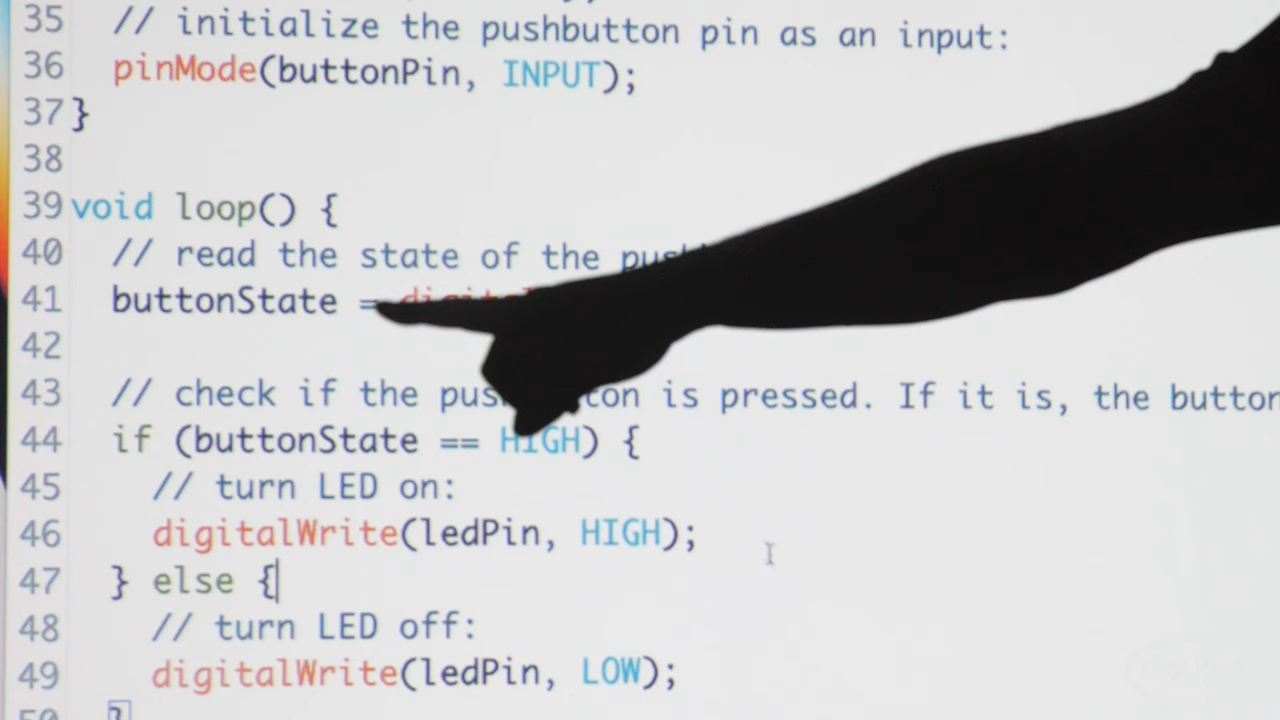 35 // initialize the pushbutton pin as an input:
36 pinMode(buttonPin, INPUT);
37 }
38
39 void loop() {
40 // read the state of the
41 buttonState =
42
43 // check if the is pressed. If it is, the button
44 if (buttonState == HIGH) {
45 // turn LED on:
46 digitalWrite(ledPin, HIGH);
47 } else {
48 // turn LED off:
49 digitalWrite(ledPin, LOW);
50 }